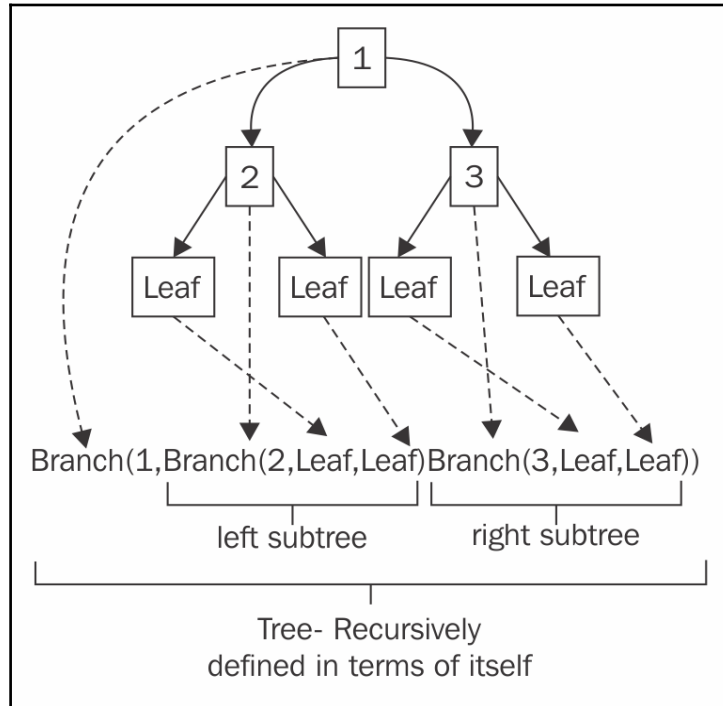 1
2 3
Leaf Leaf Leaf Leaf
Branch(1,Branch(2,Leaf,Leaf)Branch(3,Leaf,Leaf))
left subtree right subtree
Tree- Recursively
defined in terms of itself